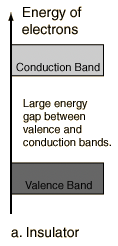 Energy of
electrons
Conduction Band
Large energy
gap between
valence and
conduction bands.
Valence Band
a. Insulator